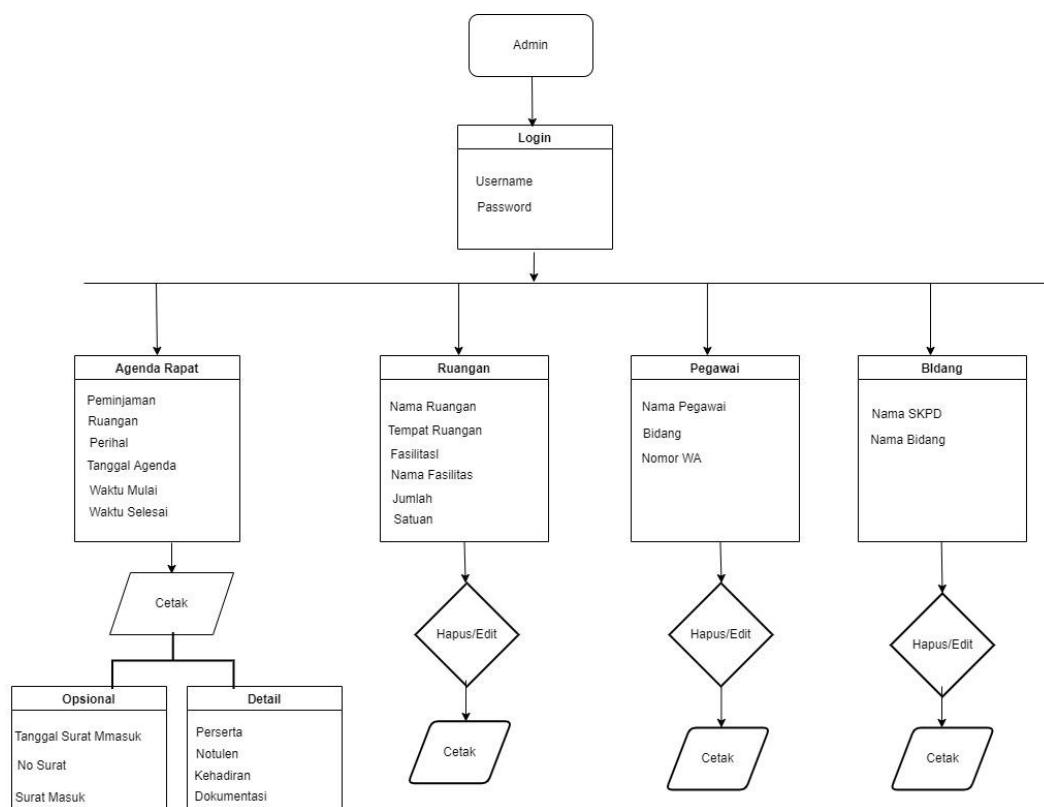 Admin
Login
Username
Password
Agenda Rapat
Peminjaman
Ruangan
Perihal
Tanggal Agenda
Waktu Mulai
Waktu Selesai
Ruangan
Nama Ruangan
Tempat Ruangan
FasilitasI
Nama Fasilitas
Jumlah
Satuan
Pegawai
Nama Pegawai
Bidang
Nomor WA
BIdang
Nama SKPD
Nama Bidang
Cetak
Hapus/Edit
Hapus/Edit
Hapus/Edit
Opsional
Tanggal Surat Mmasuk
No Surat
Surat Masuk
Detail
Perserta
Notulen
Kehadiran
Dokumentasi
Cetak
Cetak
Cetak